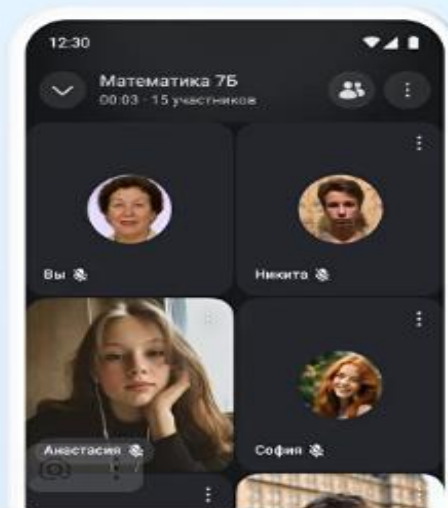 12:30
Математика 7Б
00:03 · 15 участников
Вы
Никита
Анастасия
София